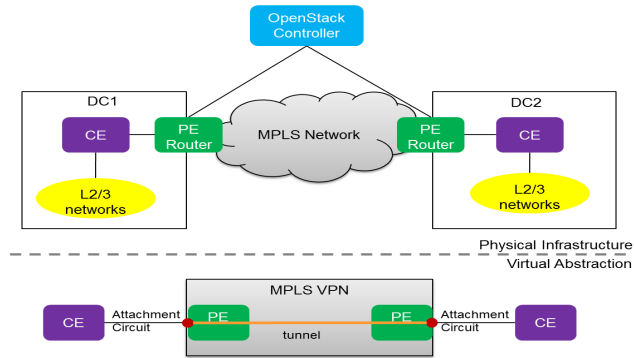 OpenStack
Controller
DC1
DC2
CE
PE
Router
MPLS Network
PE
Router
CE
L2/3
networks
L2/3
networks
Physical Infrastructure
Virtual Abstraction
MPLS VPN
CE
Attachment
Circuit
PE
tunnel
PE
Attachment
Circuit
CE